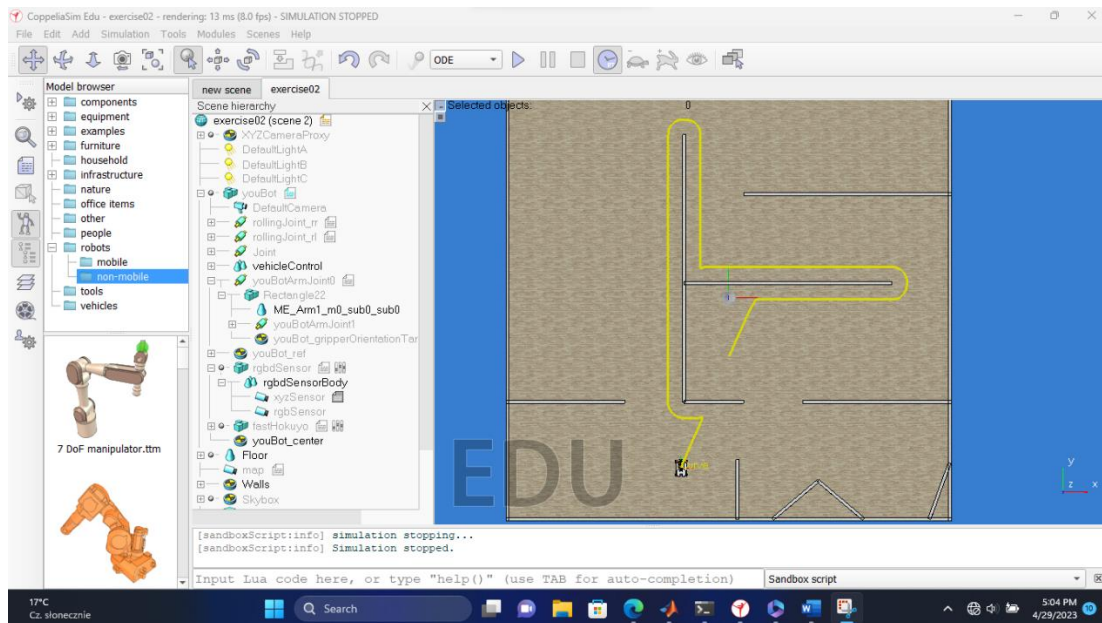 CoppeliaSim Edu - exercise02 - rendering: 13 ms (8.0 fps) - SIMULATION STOPPED
File Edit Add Simulation Tools Modules Scenes Help
ODE
Model browser
components
equipment
examples
furniture
household
infrastructure
nature
office items
other
people
robots
mobile
non-mobile
tools
vehicles
7 DoF manipulator.ttm
new scene exercise02
Scene hierarchy
exercise02 (scene 2)
XYZCameraProxy
DefaultLightA
DefaultLightB
DefaultLightC
youBot
DefaultCamera
rollingJoint_rr
rollingJoint_rl
Joint
vehicleControl
youBotArmJoint0
Rectangle22
ME_Arm1_m0_sub0_sub0
youBotArmJoint1
youBot_gripperOrientationTar
youBot_ref
rgbdSensor
rgbdSensorBody
xyzSensor
rgbSensor
fastHokuyo
youBot_center
Floor
map
Walls
Skybox
Selected objects: 0
EDU
y
z x
[sandboxScript:info] simulation stopping...
[sandboxScript:info] Simulation stopped.
Input Lua code here, or type "help()" (use TAB for auto-completion) Sandbox script
17°C
Cz. słonecznie
Search
5:04 PM
4/29/2023
10